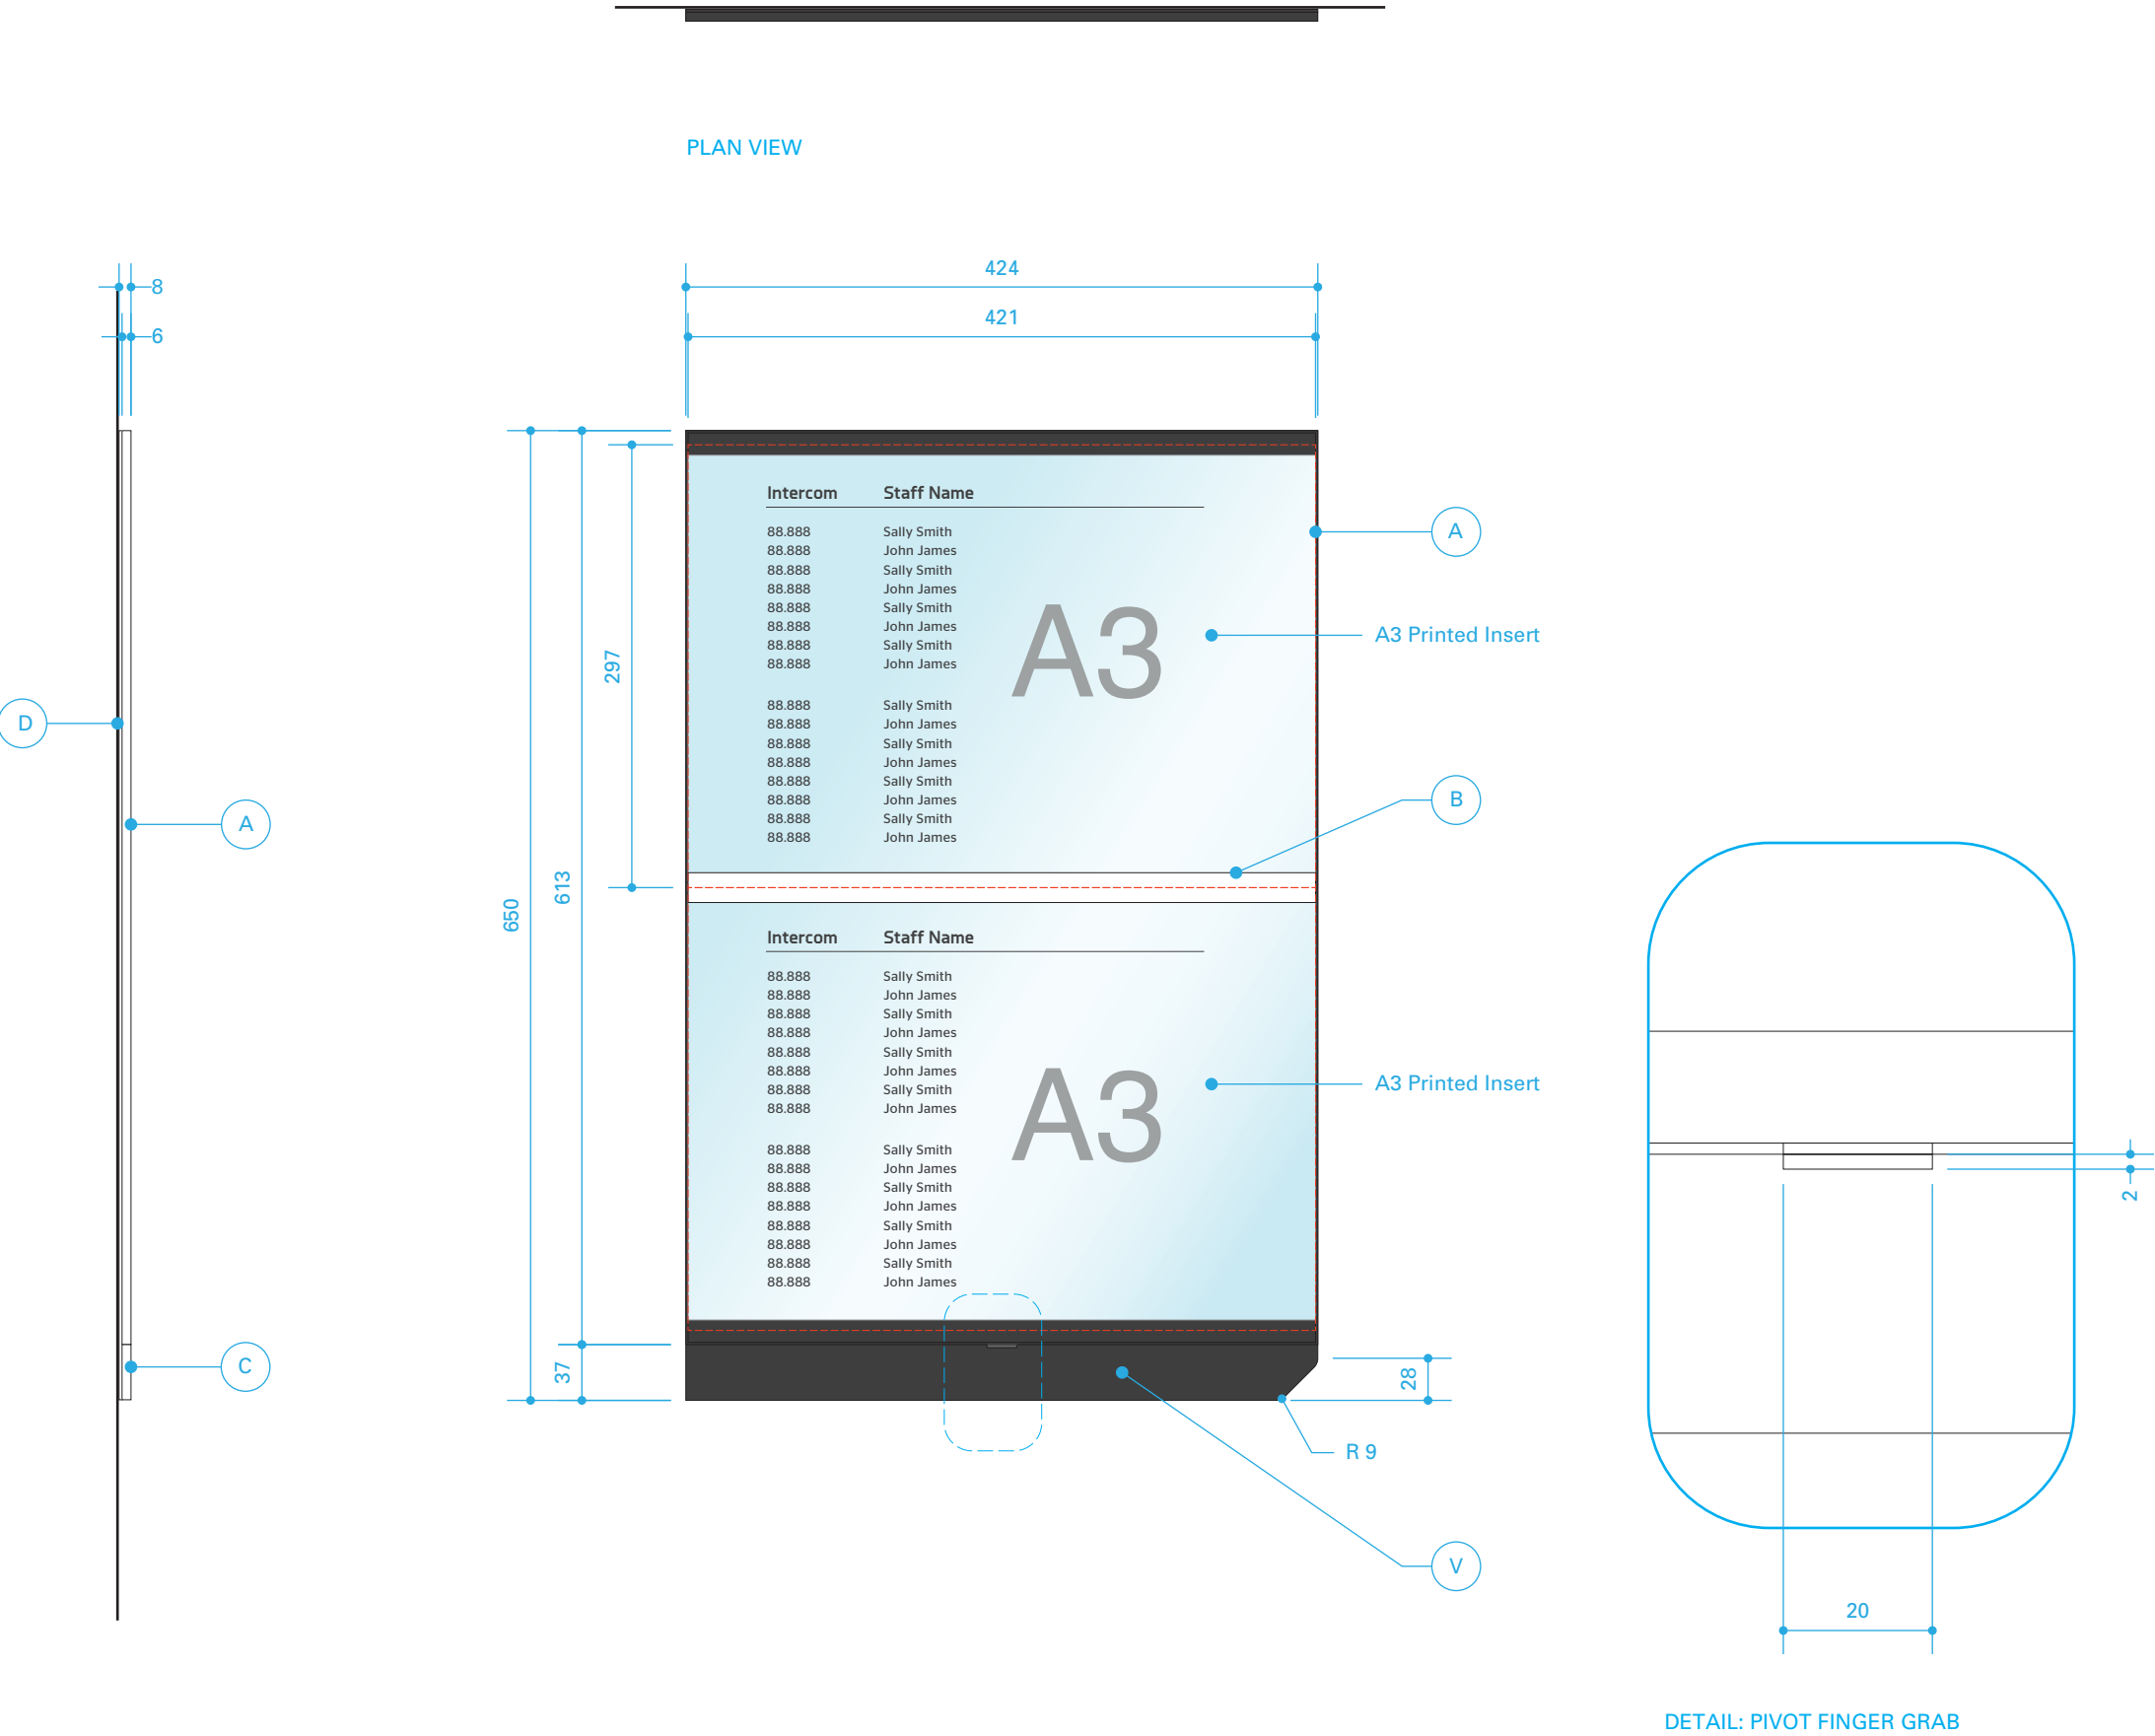 PLAN VIEW
8
6
424
421
Intercom Staff Name
88.888 Sally Smith
88.888 John James
88.888 Sally Smith
88.888 John James
88.888 Sally Smith
88.888 John James
88.888 Sally Smith
88.888 John James
88.888 Sally Smith
88.888 John James
88.888 Sally Smith
88.888 John James
88.888 Sally Smith
88.888 John James
88.888 Sally Smith
88.888 John James
A3
A
A3 Printed Insert
297
D
A
B
613
650
Intercom Staff Name
88.888 Sally Smith
88.888 John James
88.888 Sally Smith
88.888 John James
88.888 Sally Smith
88.888 John James
88.888 Sally Smith
88.888 John James
88.888 Sally Smith
88.888 John James
88.888 Sally Smith
88.888 John James
88.888 Sally Smith
88.888 John James
88.888 Sally Smith
88.888 John James
A3
A3 Printed Insert
C
37
28
R 9
V
2
20
DETAIL: PIVOT FINGER GRAB